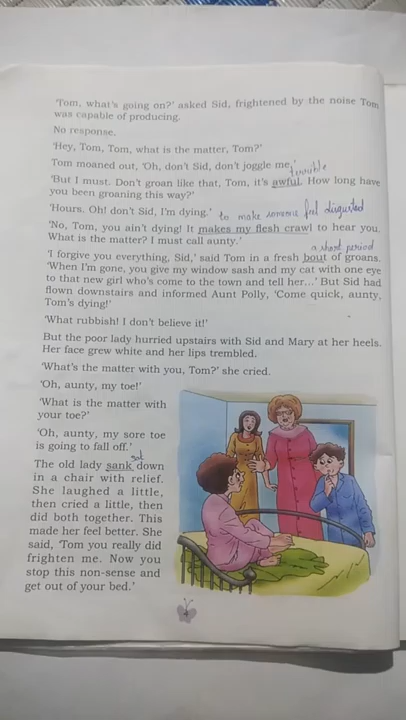 'Tom, what's going on?' asked Sid, frightened by the noise Tom
was capable of producing.
No response.
'Hey, Tom, Tom, what is the matter, Tom?'
Tom moaned out, 'Oh, don't Sid, don't joggle me.'
terrible
'But I must. Don't groan like that, Tom, it's awful. How long have
you been groaning this way?'
'Hours. Oh! don't Sid, I'm dying.' to make someone feel disgusted
'No, Tom, you ain't dying! It makes my flesh crawl to hear you.
What is the matter? I must call aunty.'
a short period
'I forgive you everything, Sid,' said Tom in a fresh bout of groans.
'When I'm gone, you give my window sash and my cat with one eye
to that new girl who's come to the town and tell her...' But Sid had
flown downstairs and informed Aunt Polly, 'Come quick, aunty,
Tom's dying!'
'What rubbish! I don't believe it!'
But the poor lady hurried upstairs with Sid and Mary at her heels.
Her face grew white and her lips trembled.
'What's the matter with you, Tom?' she cried.
'Oh, aunty, my toe!'
'What is the matter with
your toe?'
'Oh, aunty, my sore toe
is going to fall off.'
sat
The old lady sank down
in a chair with relief.
She laughed a little,
then cried a little, then
did both together. This
made her feel better. She
said, 'Tom you really did
frighten me. Now you
stop this non-sense and
get out of your bed.'
4